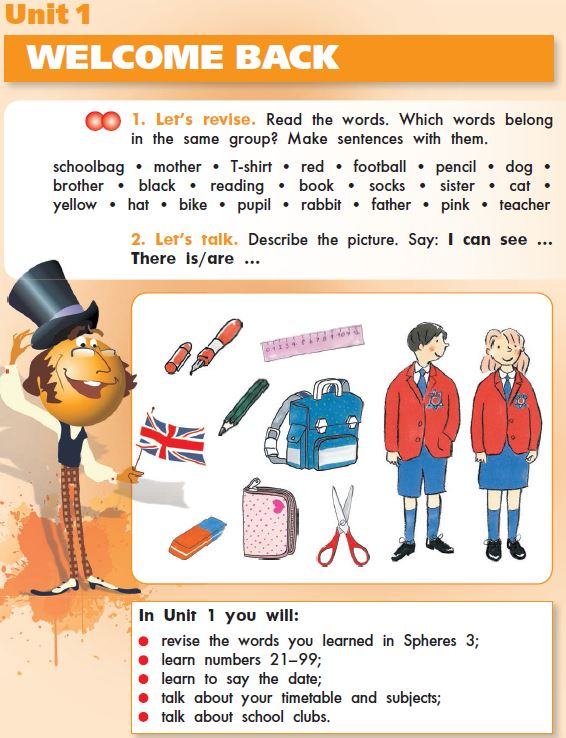 Unit 1
WELCOME BACK
1. Let's revise. Read the words. Which words belong
in the same group? Make sentences with them.
schoolbag • mother • T-shirt • red • football • pencil • dog •
brother • black • reading • book • socks • sister • cat •
yellow • hat • bike • pupil • rabbit • father • pink • teacher
2. Let's talk. Describe the picture. Say: I can see ...
There is/are ...
In Unit 1 you will:
● revise the words you learned in Spheres 3;
● learn numbers 21–99;
● learn to say the date;
● talk about your timetable and subjects;
● talk about school clubs.